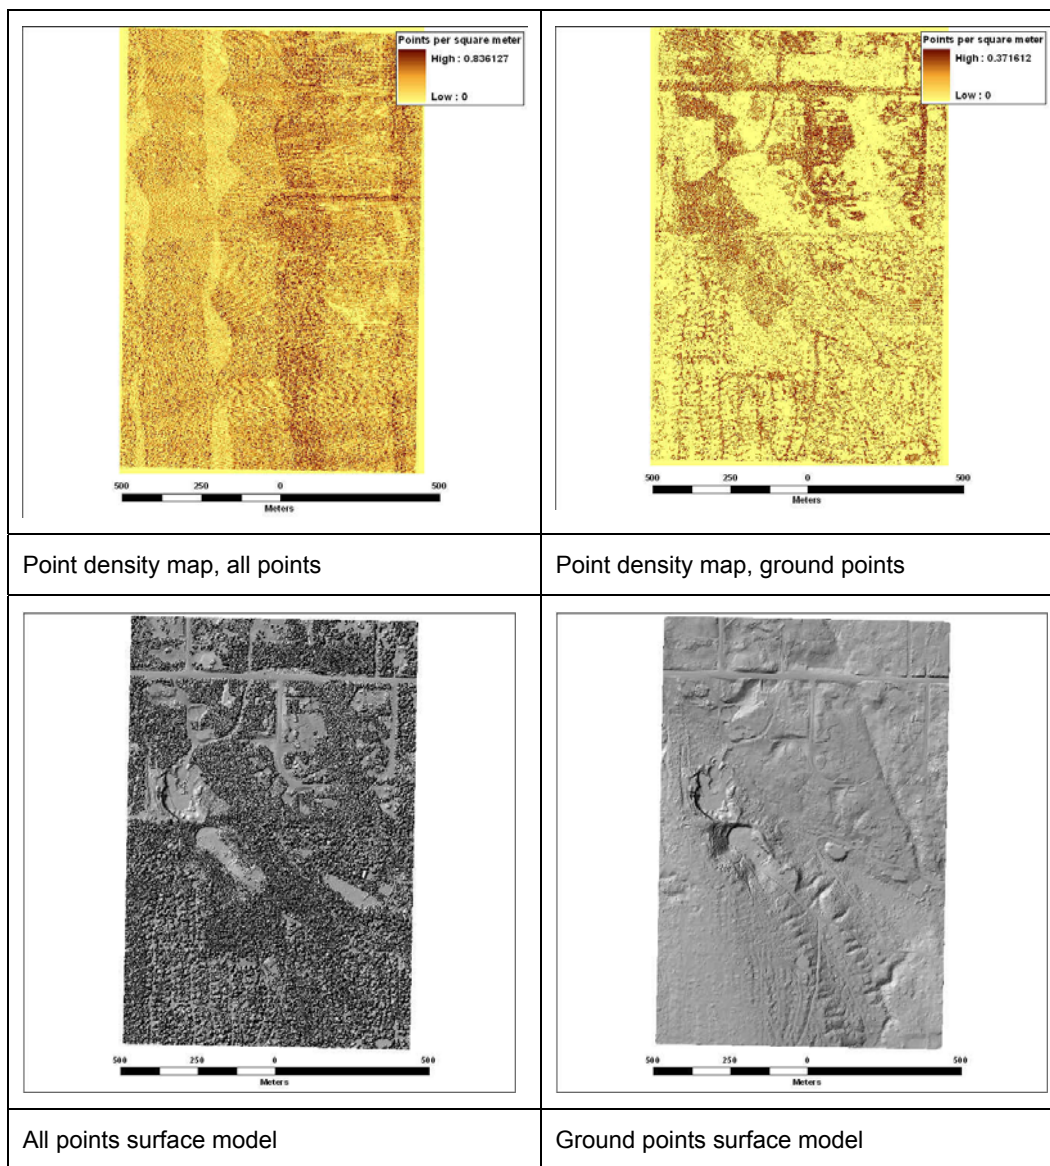 Points per square meter
High : 0.836127
Low : 0
500 250 0 500
Meters
Points per square meter
High : 0.371612
Low : 0
500 250 0 500
Meters
Point density map, all points
Point density map, ground points
500 250 0 500
Meters
500 250 0 500
Meters
All points surface model
Ground points surface model